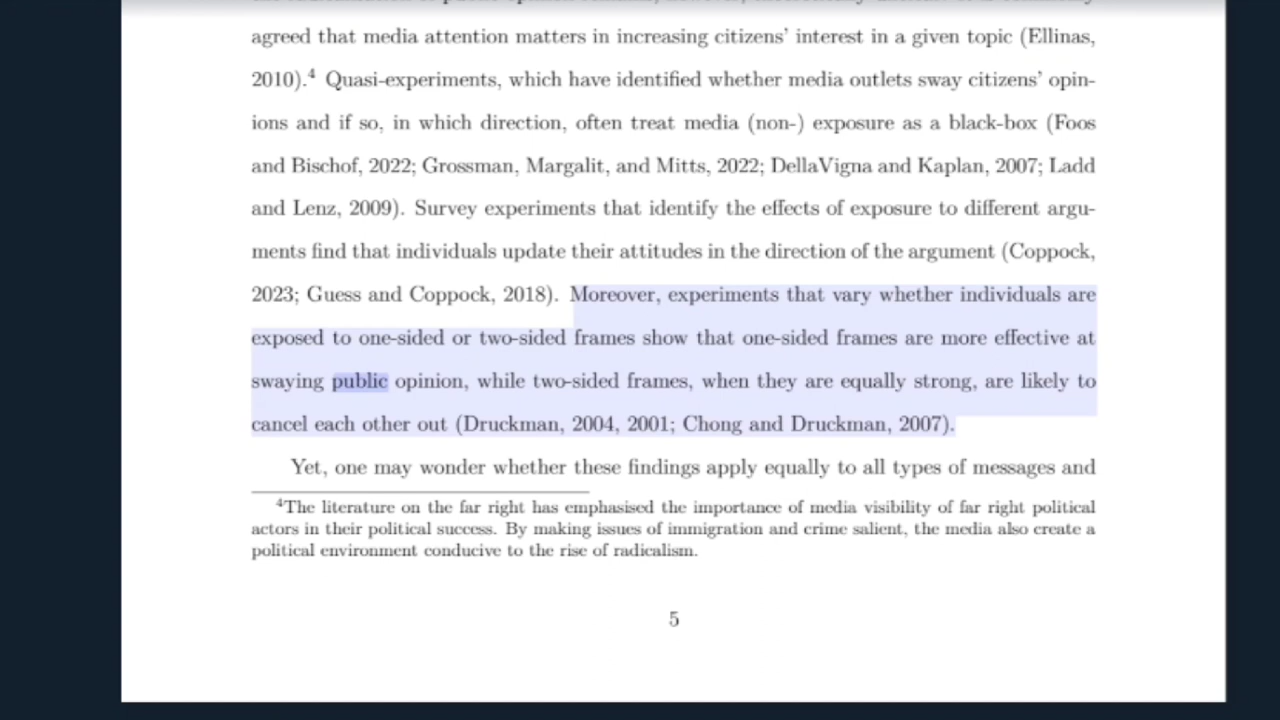 agreed that media attention matters in increasing citizens' interest in a given topic (Ellinas,
2010).⁴ Quasi-experiments, which have identified whether media outlets sway citizens' opin-
ions and if so, in which direction, often treat media (non-) exposure as a black-box (Foos
and Bischof, 2022; Grossman, Margalit, and Mitts, 2022; DellaVigna and Kaplan, 2007; Ladd
and Lenz, 2009). Survey experiments that identify the effects of exposure to different argu-
ments find that individuals update their attitudes in the direction of the argument (Coppock,
2023; Guess and Coppock, 2018). Moreover, experiments that vary whether individuals are
exposed to one-sided or two-sided frames show that one-sided frames are more effective at
swaying public opinion, while two-sided frames, when they are equally strong, are likely to
cancel each other out (Druckman, 2004, 2001; Chong and Druckman, 2007).
Yet, one may wonder whether these findings apply equally to all types of messages and
⁴The literature on the far right has emphasised the importance of media visibility of far right political
actors in their political success. By making issues of immigration and crime salient, the media also create a
political environment conducive to the rise of radicalism.
5